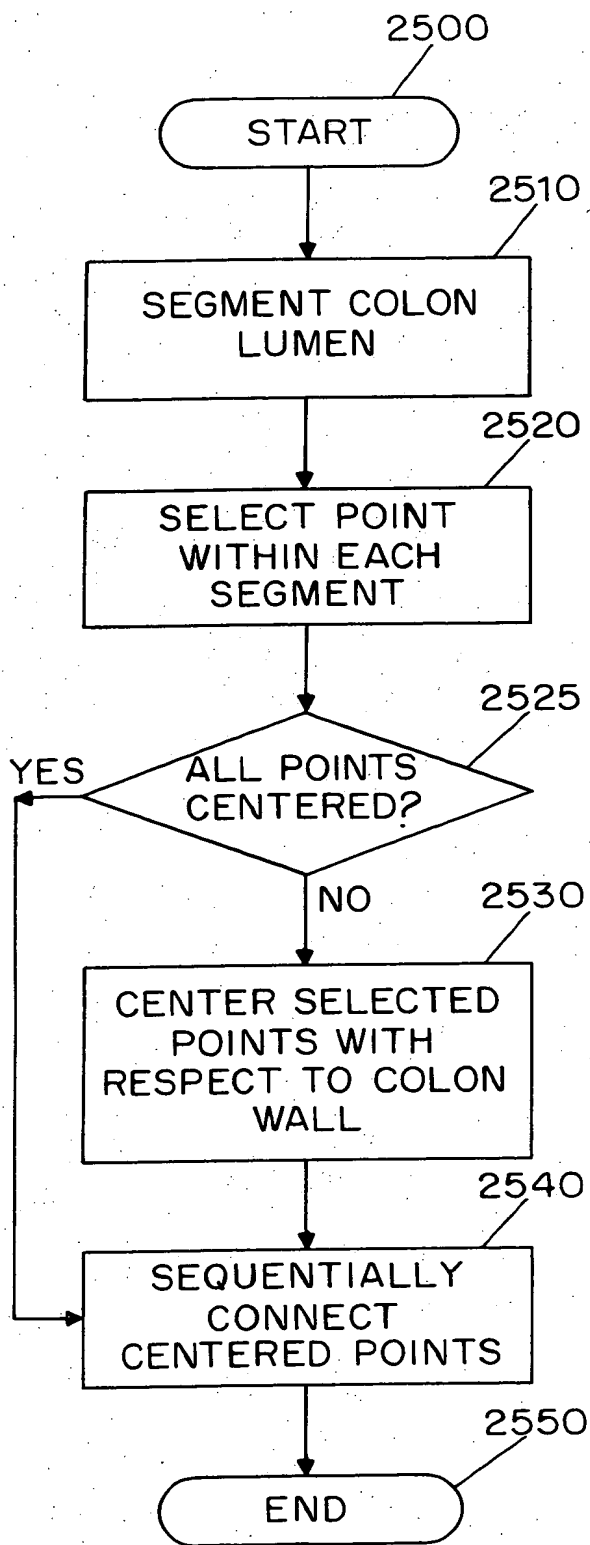 2500
START
2510
SEGMENT COLON
LUMEN
2520
SELECT POINT
WITHIN EACH
SEGMENT
2525
YES
ALL POINTS
CENTERED?
NO
2530
CENTER SELECTED
POINTS WITH
RESPECT TO COLON
WALL
2540
SEQUENTIALLY
CONNECT
CENTERED POINTS
2550
END